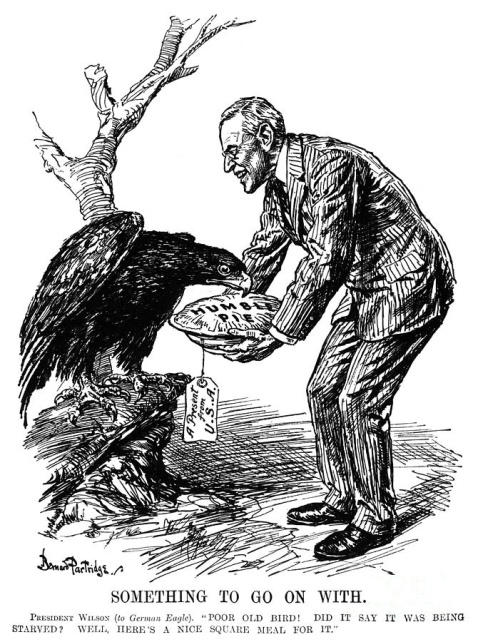 HUMBLE
PIE
A Present
from
U.S.A.
Bernard Partridge
SOMETHING TO GO ON WITH.
President Wilson (to German Eagle). "POOR OLD BIRD! DID IT SAY IT WAS BEING
STARVED? WELL, HERE'S A NICE SQUARE MEAL FOR IT."